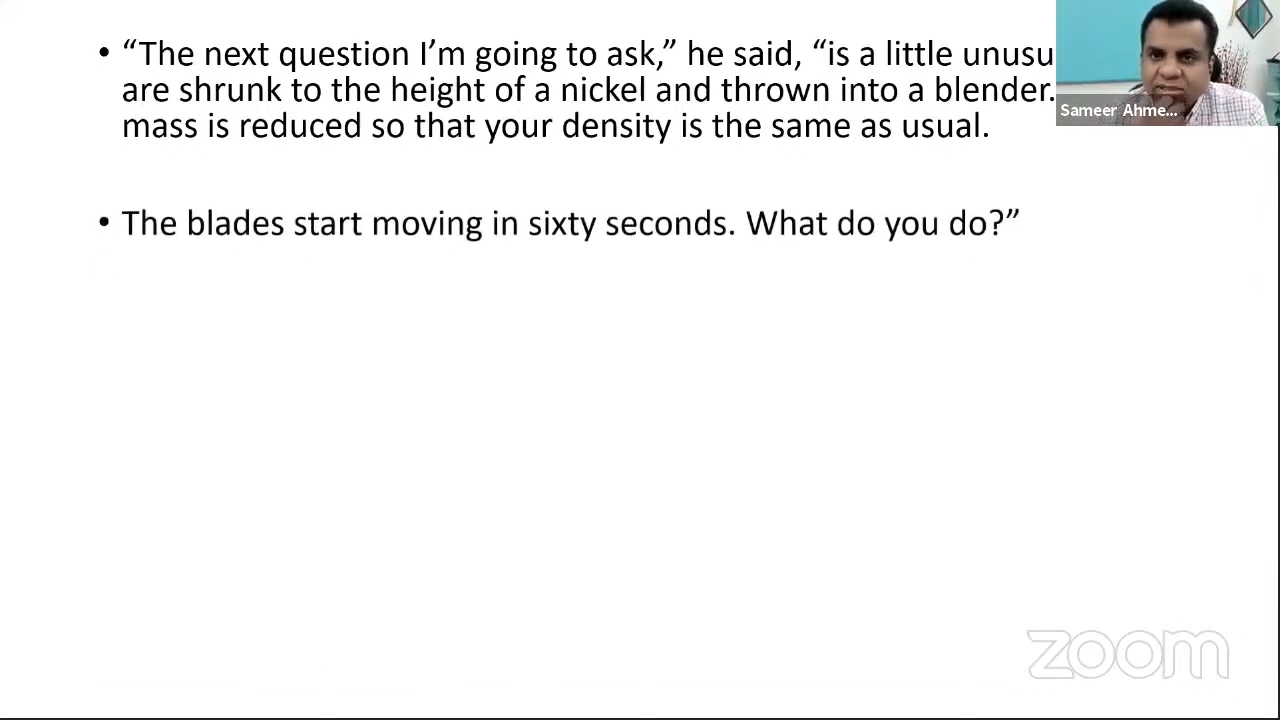 • “The next question I’m going to ask,” he said, “is a little unusu
are shrunk to the height of a nickel and thrown into a blender.
mass is reduced so that your density is the same as usual.
• The blades start moving in sixty seconds. What do you do?”
Sameer Ahme...
zoom